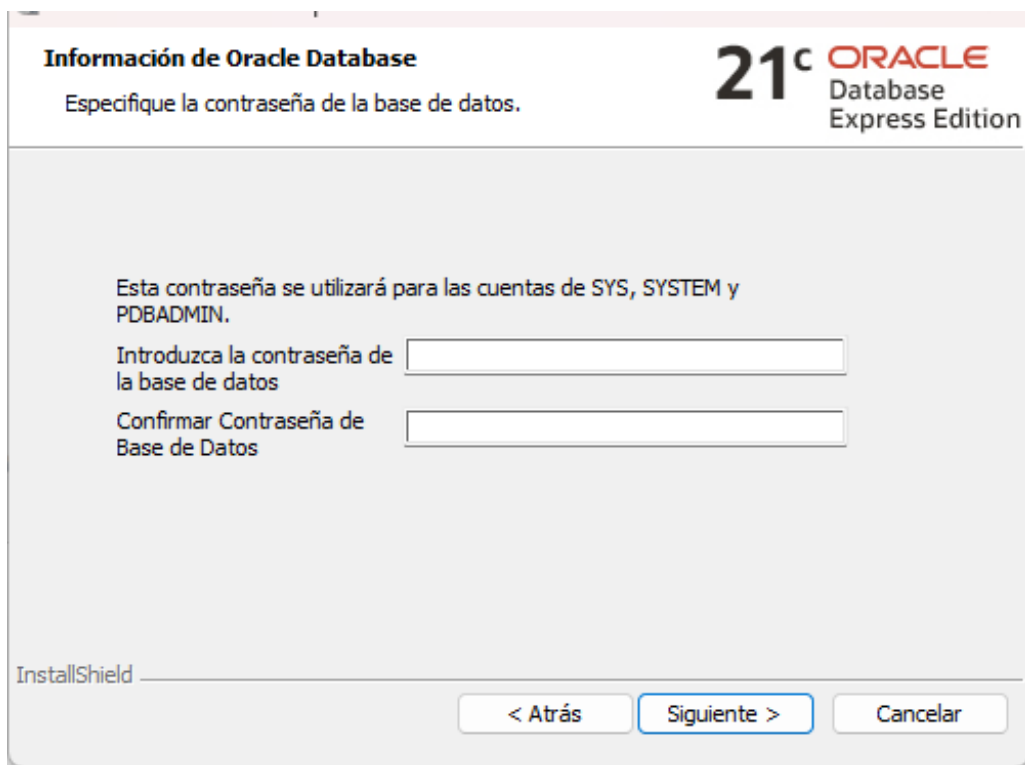 Información de Oracle Database
Especifique la contraseña de la base de datos.
21c ORACLE
Database
Express Edition
Esta contraseña se utilizará para las cuentas de SYS, SYSTEM y
PDBADMIN.
Introduzca la contraseña de
la base de datos
Confirmar Contraseña de
Base de Datos
InstallShield
< Atrás
Siguiente >
Cancelar